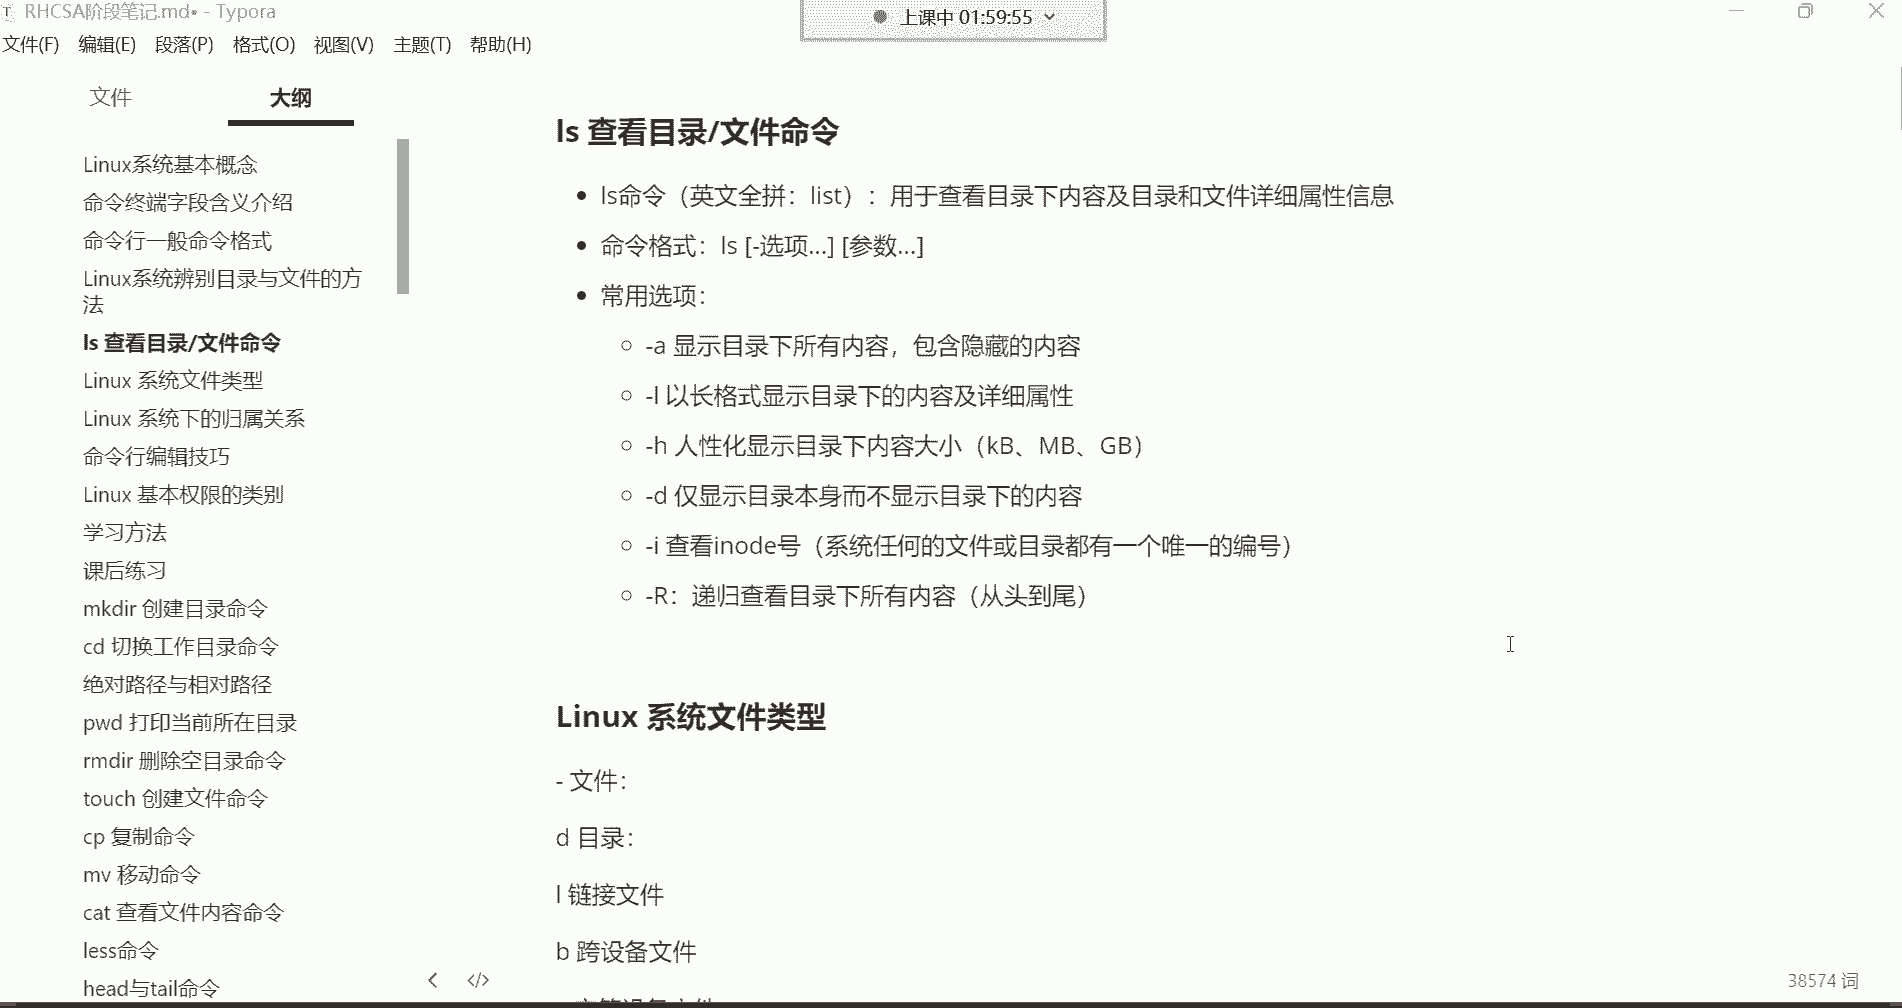 RHCSA阶段笔记.md• - Typora
上课中 01:59:55
文件(F) 编辑(E) 段落(P) 格式(O) 视图(V) 主题(T) 帮助(H)
文件 大纲
Linux系统基本概念
命令终端字段含义介绍
命令行一般命令格式
Linux系统辨别目录与文件的方
法
ls 查看目录/文件命令
Linux 系统文件类型
Linux 系统下的归属关系
命令行编辑技巧
Linux 基本权限的类别
学习方法
课后练习
mkdir 创建目录命令
cd 切换工作目录命令
绝对路径与相对路径
pwd 打印当前所在目录
rmdir 删除空目录命令
touch 创建文件命令
cp 复制命令
mv 移动命令
cat 查看文件内容命令
less命令
head与tail命令
ls 查看目录/文件命令
ls命令（英文全拼：list）：用于查看目录下内容及目录和文件详细属性信息
命令格式：ls [-选项...] [参数...]
常用选项：
-a 显示目录下所有内容，包含隐藏的内容
-l 以长格式显示目录下的内容及详细属性
-h 人性化显示目录下内容大小（kB、MB、GB）
-d 仅显示目录本身而不显示目录下的内容
-i 查看inode号（系统任何的文件或目录都有一个唯一的编号）
-R：递归查看目录下所有内容（从头到尾）
Linux 系统文件类型
- 文件：
d 目录：
l 链接文件
b 跨设备文件
38574 词